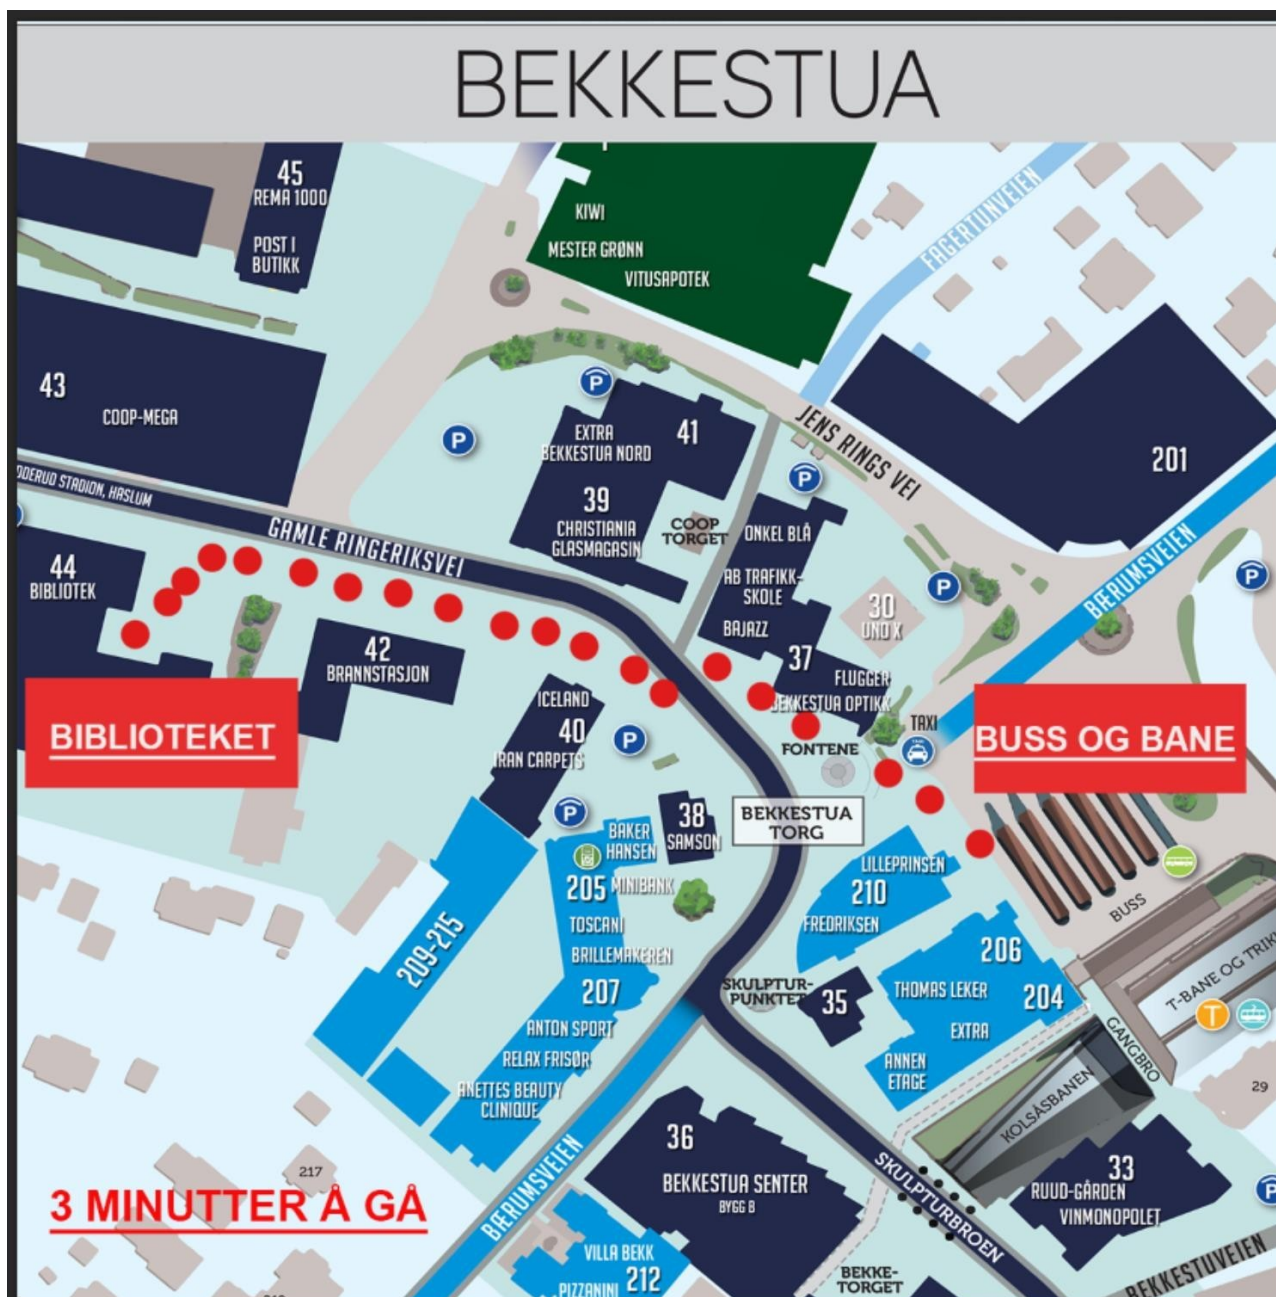 BEKKESTUA
45
REMA 1000
POST I
BUTIKK
KIWI
MESTER GRØNN
VITUSAPOTEK
FAGERTUNVEIEN
43
COOP-MEGA
P
P
EXTRA
BEKKESTUA NORD
41
JENS RINGS VEI
201
39
CHRISTIANIA
GLASMAGASIN
COOP
TORGET
P
ONKEL BLÅ
STADION, HASLUM
GAMLE RINGERIKSVEI
AB TRAFIKK-
SKOLE
BAJAZZ
30
UNO X
P
BÆRUMSVEIEN
P
44
BIBLIOTEK
42
BRANNSTASJON
37
FLUGGER
BEKKESTUA OPTIKK
ICELAND
40
IRAN CARPETS
P
TAXI
TAXI
FONTENE
BIBLIOTEKET
BUSS OG BANE
P
BEKKESTUA
TORG
38
SAMSON
BAKER
HANSEN
205
MINIBANK
LILLEPRINSEN
210
FREDRIKSEN
BUSS
TOSCANI
BRILLEMAKEREN
209-215
207
SKULPTUR-
PUNKTET
35
206
THOMAS LEKER
204
EXTRA
ANNEN
ETAGE
T-BANE OG TRIKK
T
GANGBRO
KOLSÅSBANEN
29
ANTON SPORT
RELAX FRISØR
ANETTES BEAUTY
CLINIQUE
36
BEKKESTUA SENTER
BYGG B
SKULPTURBROEN
33
RUUD-GÅRDEN
VINMONOPOLET
P
217
3 MINUTTER Å GÅ
BÆRUMSVEIEN
VILLA BEKK
PIZZANINI
212
BEKKE-
TORGET
BEKKESTUVEIEN